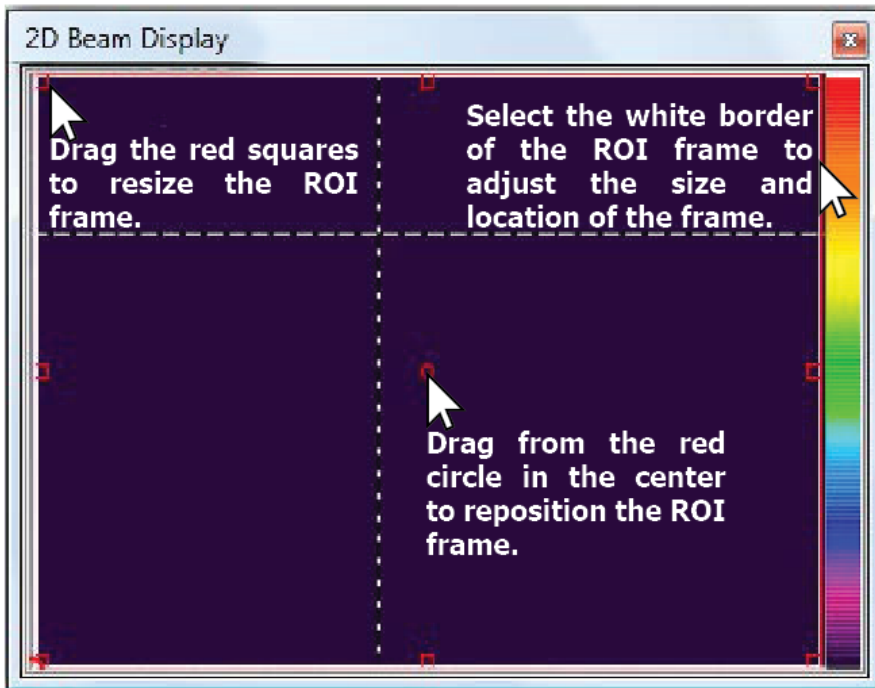 2D Beam Display
Drag the red squares
to resize the ROI
frame.
Select the white border
of the ROI frame to
adjust the size and
location of the frame.
Drag from the red
circle in the center
to reposition the ROI
frame.